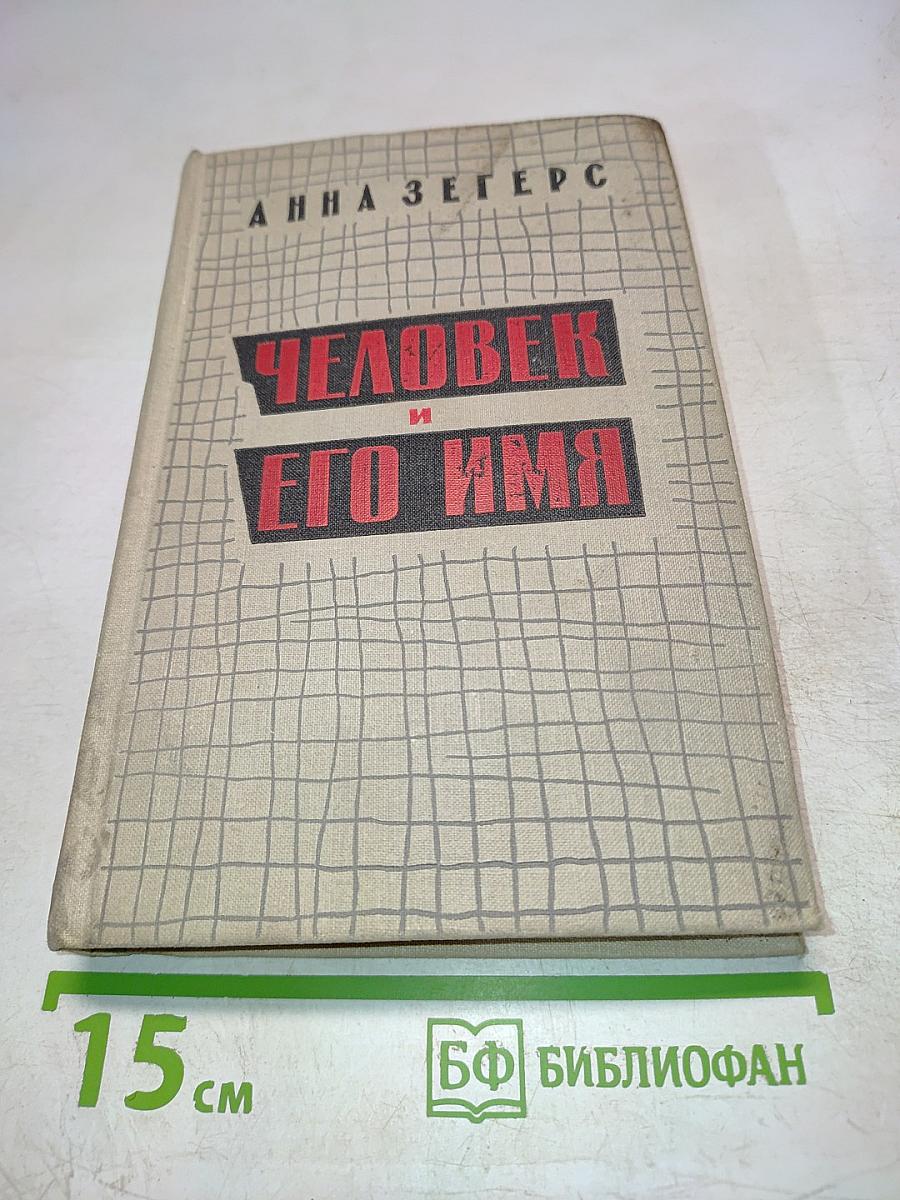 АННА ЗЕГЕРС
ЧЕЛОВЕК
и
ЕГО ИМЯ
15 см
БФ БИБЛИОФАН